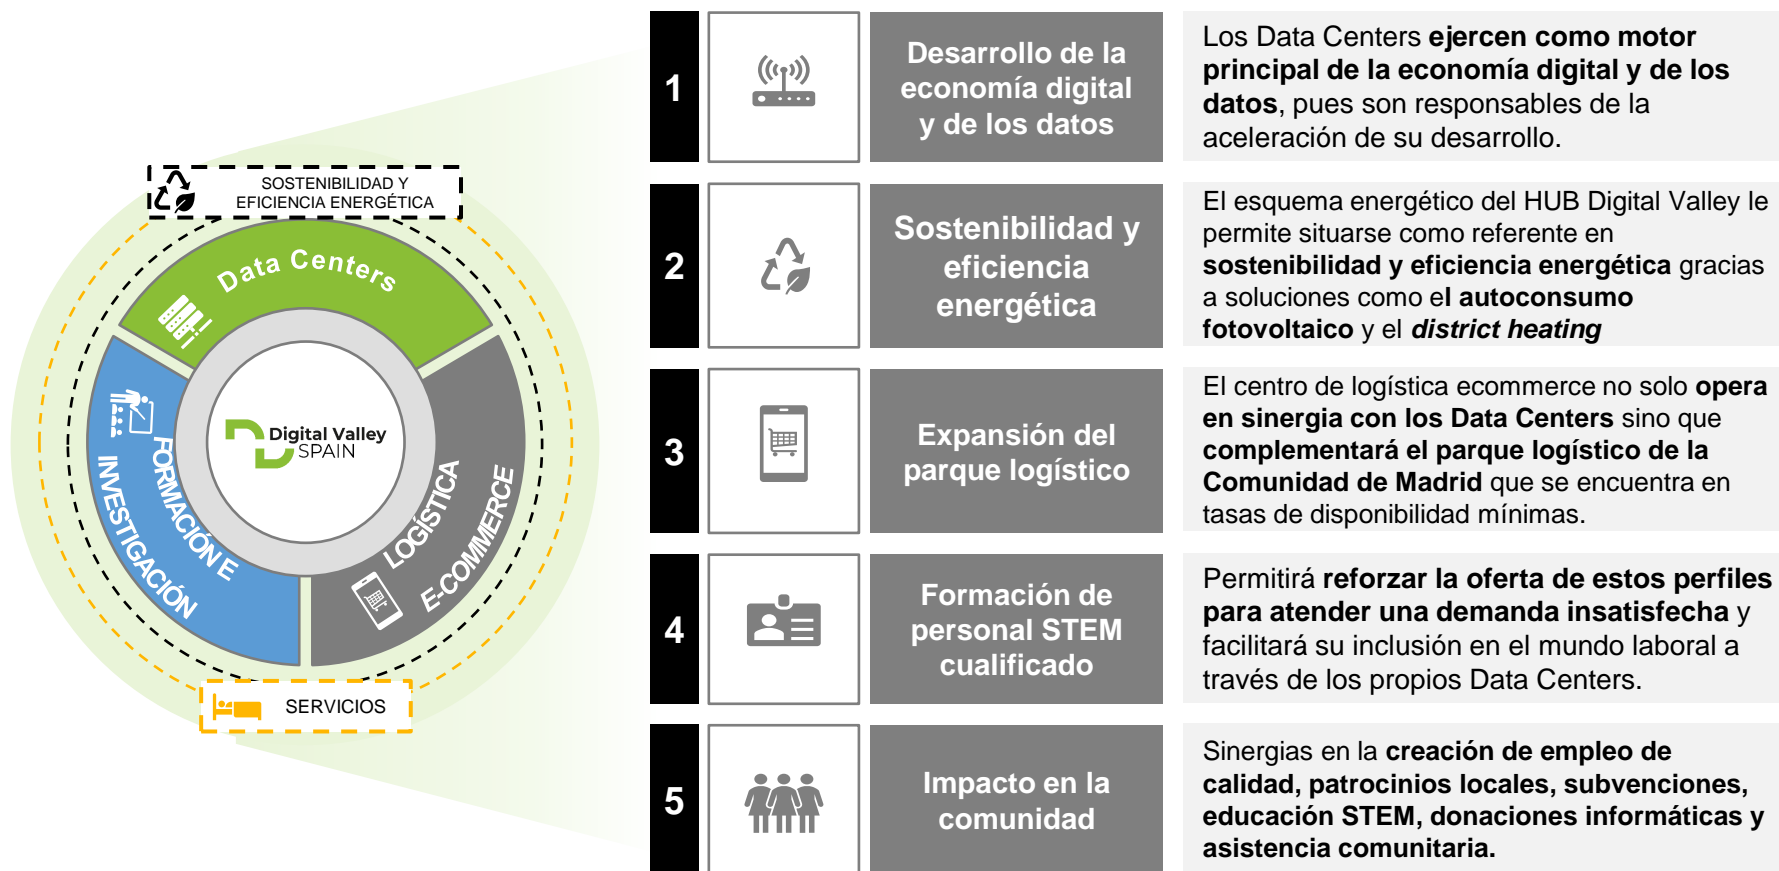 SOSTENIBILIDAD Y
EFICIENCIA ENERGÉTICA
Data Centers
FORMACIÓN E
INVESTIGACIÓN
LOGÍSTICA
E-COMMERCE
Digital Valley
SPAIN
SERVICIOS
1
Desarrollo de la
economía digital
y de los datos
Los Data Centers ejercen como motor
principal de la economía digital y de los
datos, pues son responsables de la
aceleración de su desarrollo.
2
Sostenibilidad y
eficiencia
energética
El esquema energético del HUB Digital Valley le
permite situarse como referente en
sostenibilidad y eficiencia energética gracias
a soluciones como el autoconsumo
fotovoltaico y el district heating
3
Expansión del
parque logístico
El centro de logística ecommerce no solo opera
en sinergia con los Data Centers sino que
complementará el parque logístico de la
Comunidad de Madrid que se encuentra en
tasas de disponibilidad mínimas.
4
Formación de
personal STEM
cualificado
Permitirá reforzar la oferta de estos perfiles
para atender una demanda insatisfecha y
facilitará su inclusión en el mundo laboral a
través de los propios Data Centers.
5
Impacto en la
comunidad
Sinergias en la creación de empleo de
calidad, patrocinios locales, subvenciones,
educación STEM, donaciones informáticas y
asistencia comunitaria.